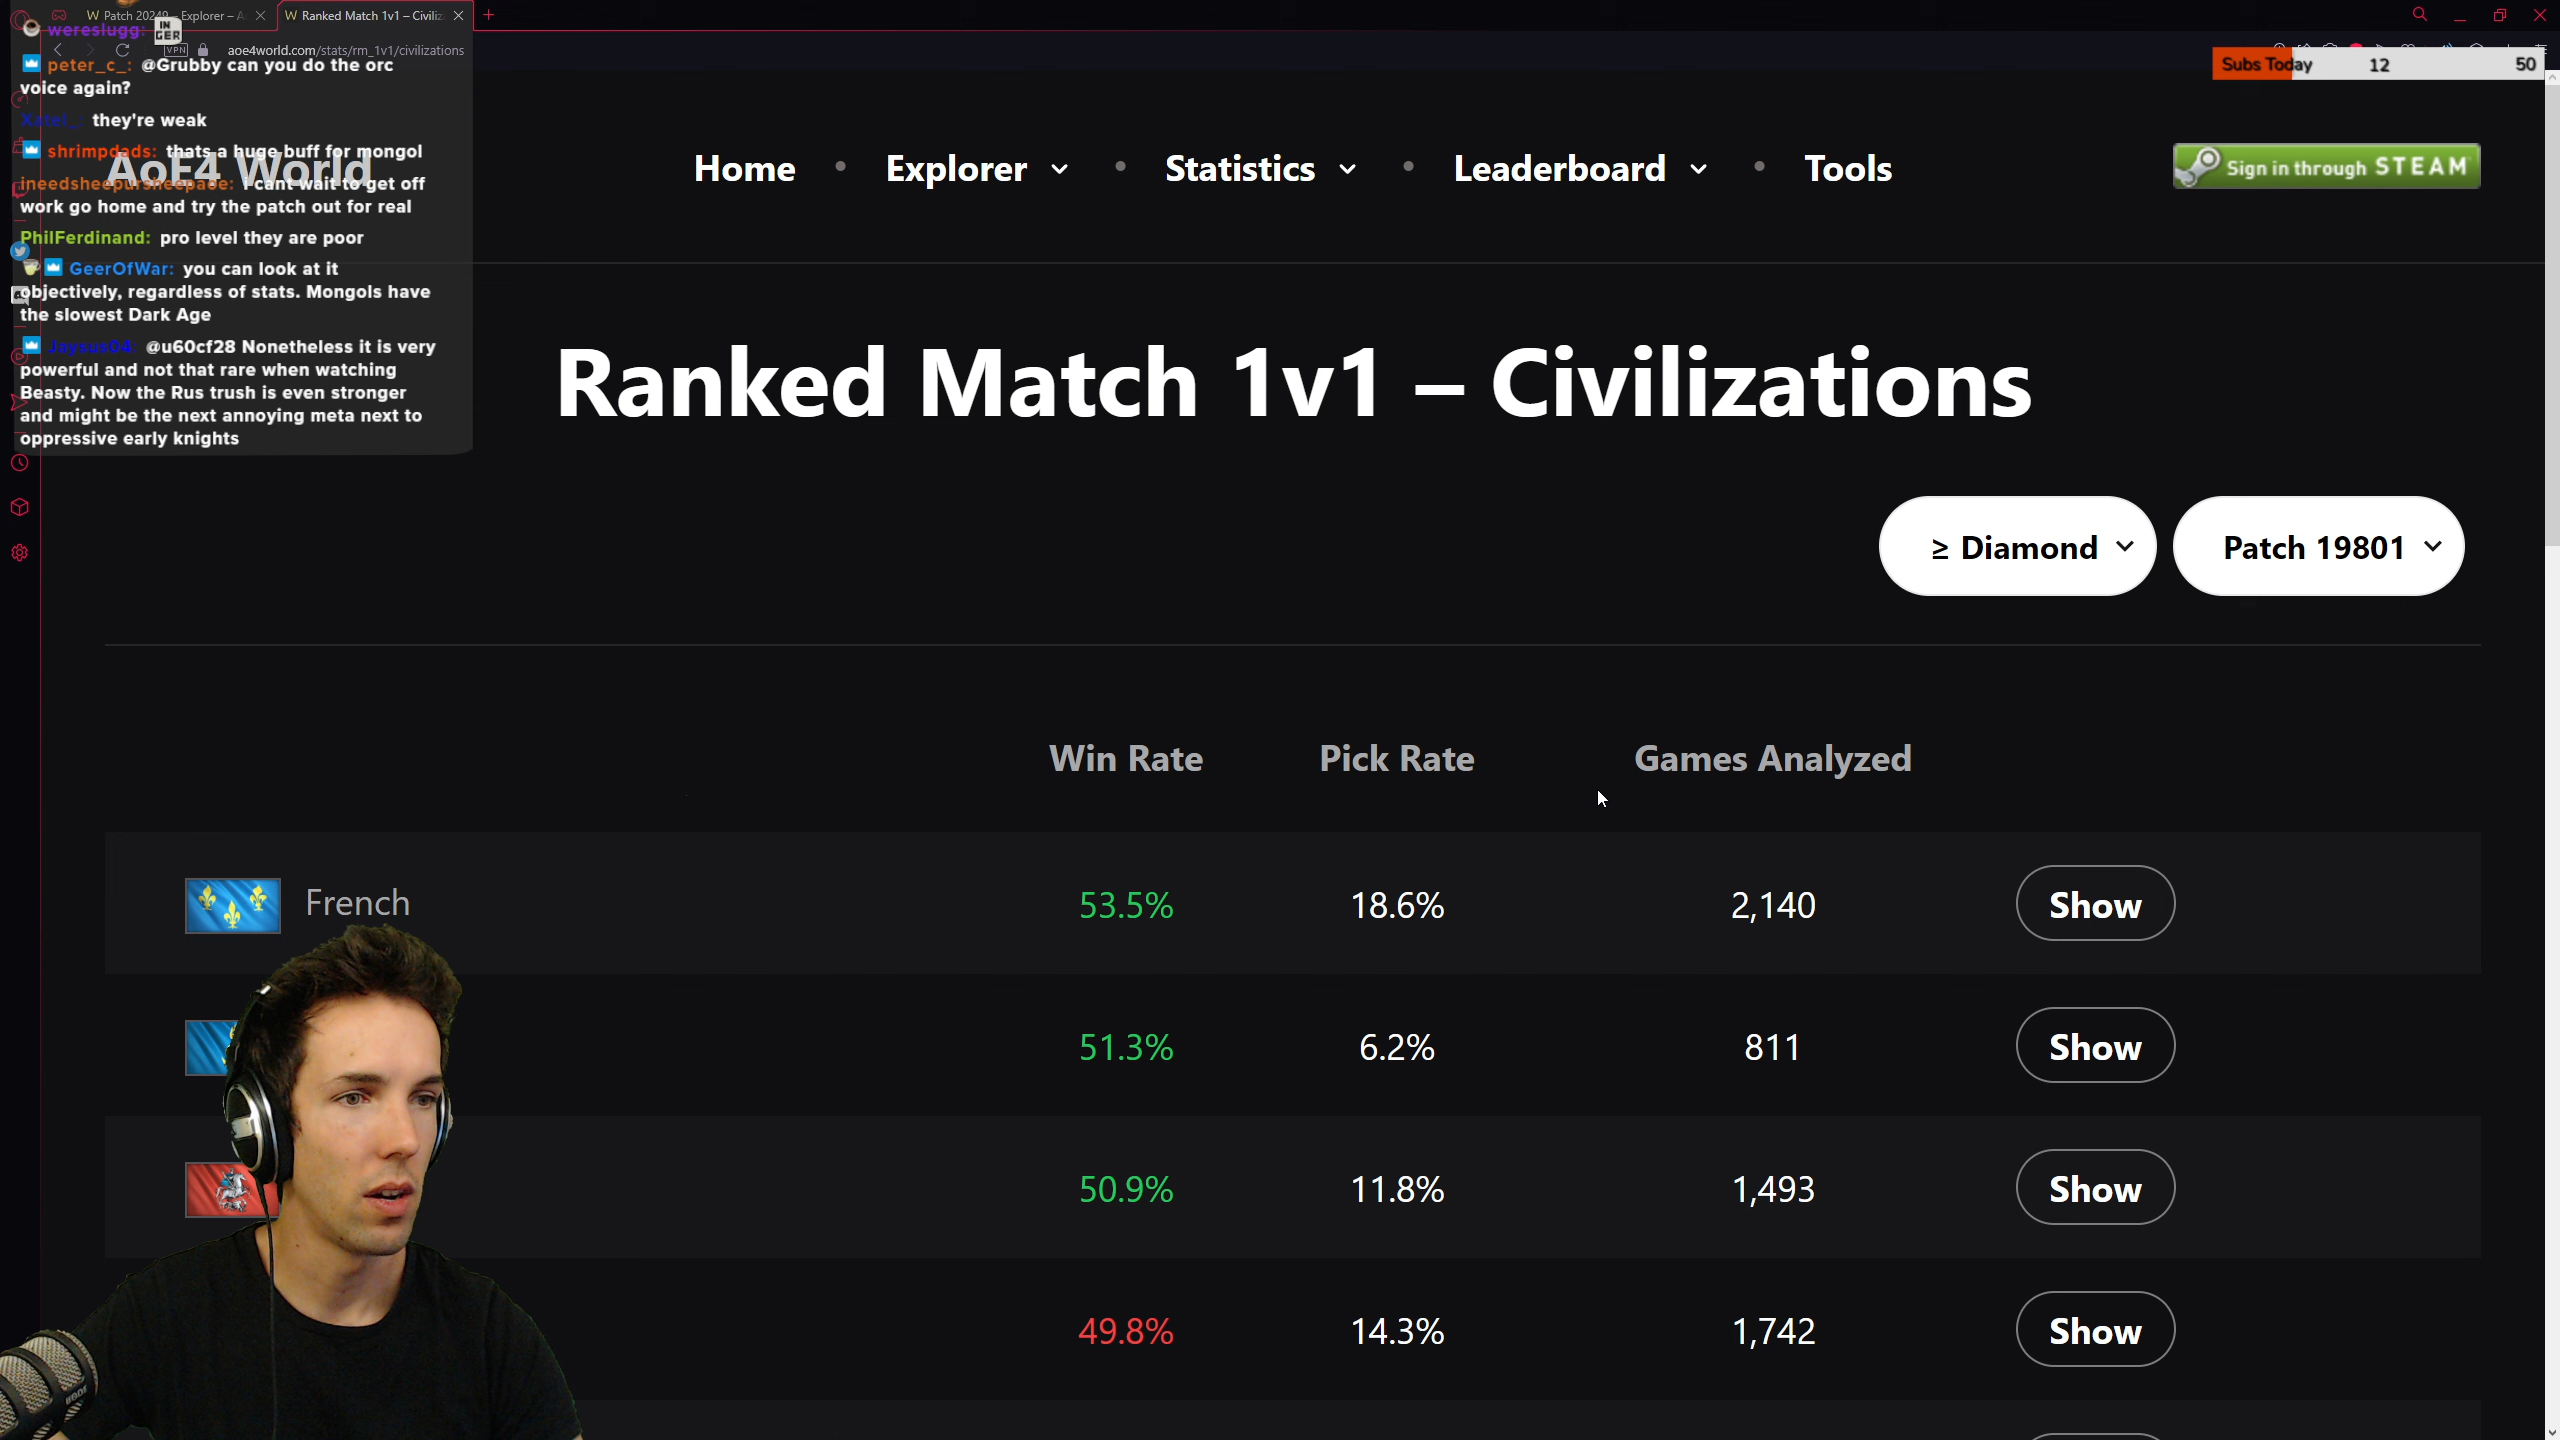 Patch 20249 – Explorer – A
Ranked Match 1v1 – Civiliz
wereslugg:
IN
GER
VPN
aoe4world.com/stats/rm_1v1/civilizations
peter_c_: @Grubby can you do the orc
voice again?
they're weak
shrimpdads: thats a huge buff for mongol
ineedsheepursheepaoe: i cant wait to get off
work go home and try the patch out for real
PhilFerdinand: pro level they are poor
GeerOfWar: you can look at it
objectively, regardless of stats. Mongols have
the slowest Dark Age
Jaysus04: @u60cf28 Nonetheless it is very
powerful and not that rare when watching
Beasty. Now the Rus trush is even stronger
and might be the next annoying meta next to
oppressive early knights
Subs Today 12 50
AoE4 World
Home • Explorer • Statistics • Leaderboard • Tools
Sign in through STEAM
Ranked Match 1v1 – Civilizations
≥ Diamond
Patch 19801
Win Rate Pick Rate Games Analyzed
French 53.5% 18.6% 2,140 Show
51.3% 6.2% 811 Show
50.9% 11.8% 1,493 Show
49.8% 14.3% 1,742 Show
RODE